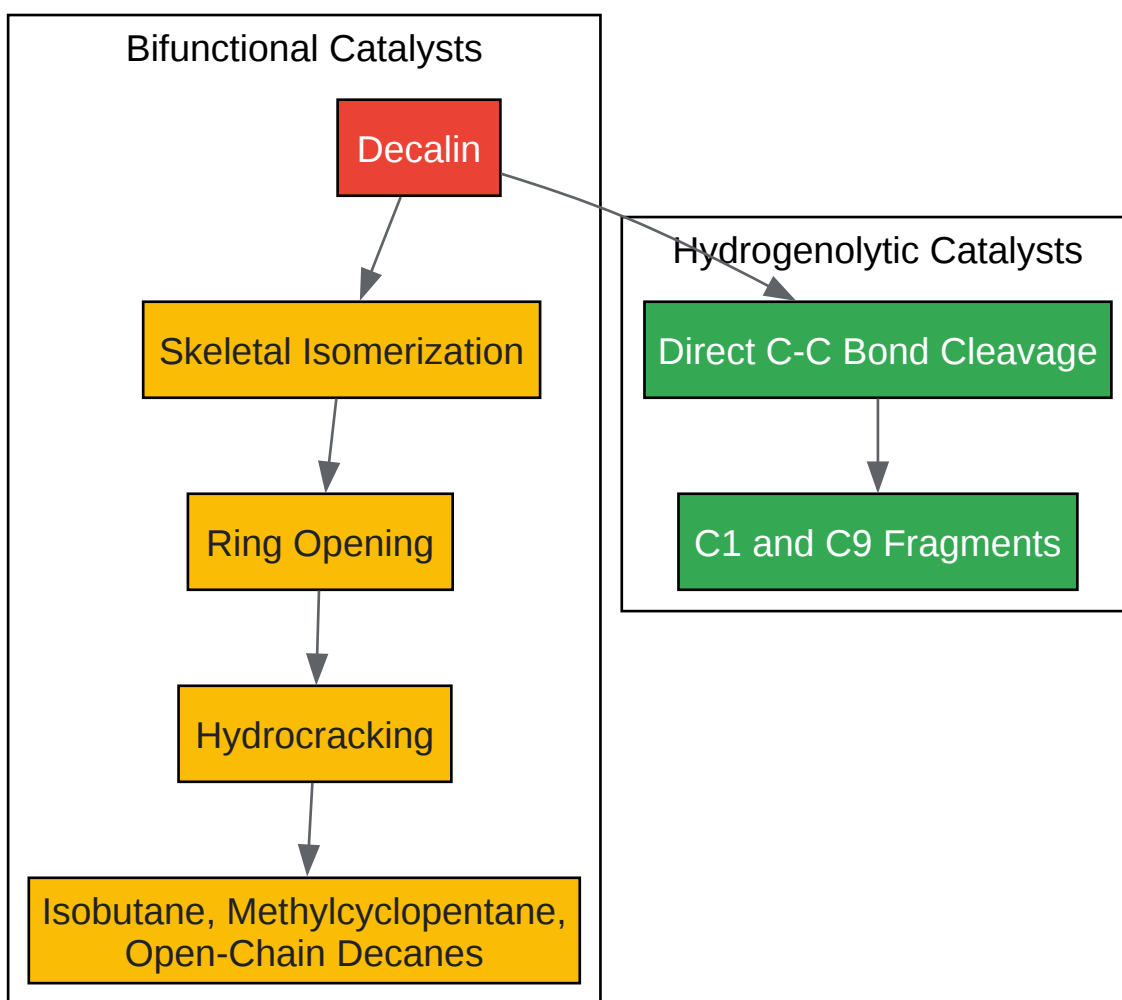 Bifunctional Catalysts
Decalin
Skeletal Isomerization
Ring Opening
Hydrocracking
Isobutane, Methylcyclopentane,
Open-Chain Decanes
Hydrogenolytic Catalysts
Direct C-C Bond Cleavage
C1 and C9 Fragments